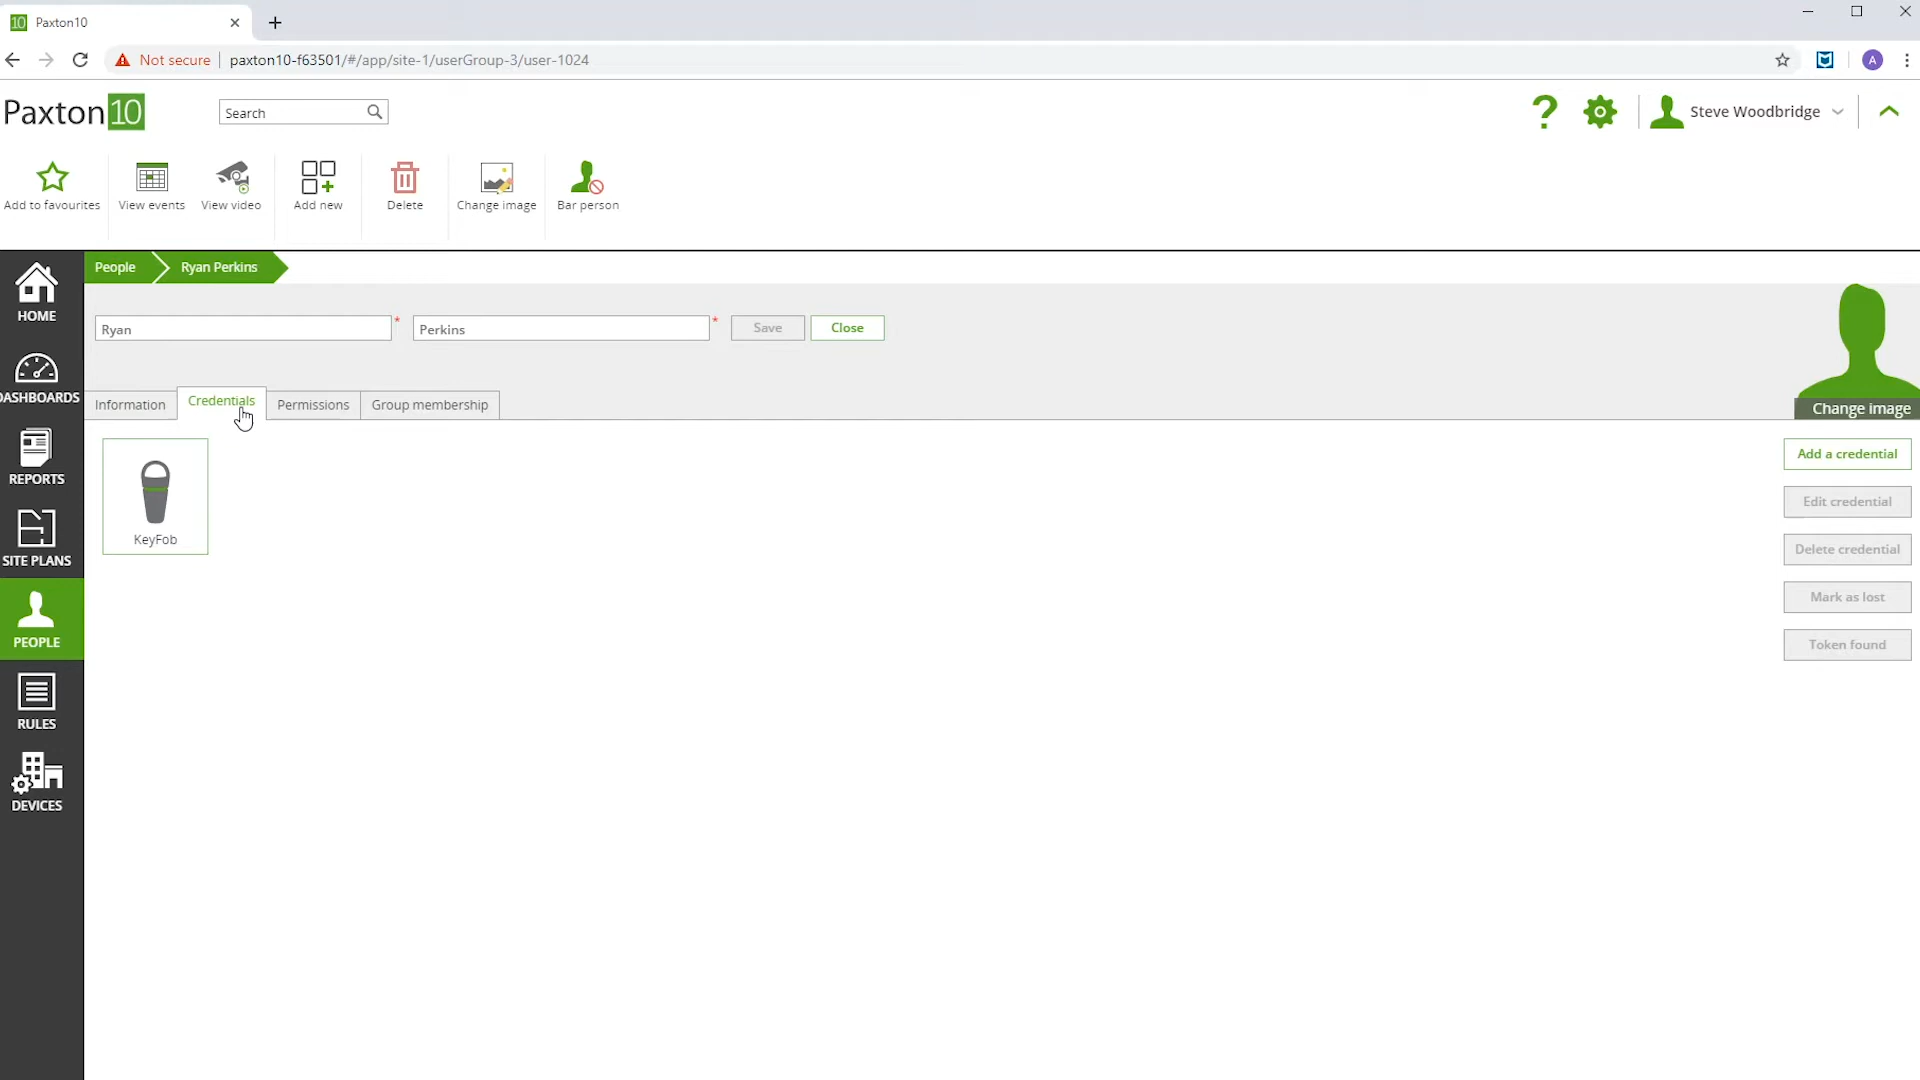 Paxton10
Not secure paxton10-f63501/#/app/site-1/userGroup-3/user-1024
A
Paxton 10
Search
?
Steve Woodbridge
Add to favourites
View events
View video
Add new
Delete
Change image
Bar person
People
Ryan Perkins
HOME
DASHBOARDS
REPORTS
SITE PLANS
PEOPLE
RULES
DEVICES
Ryan *
Perkins *
Save
Close
Change image
Information
Credentials
Permissions
Group membership
KeyFob
Add a credential
Edit credential
Delete credential
Mark as lost
Token found